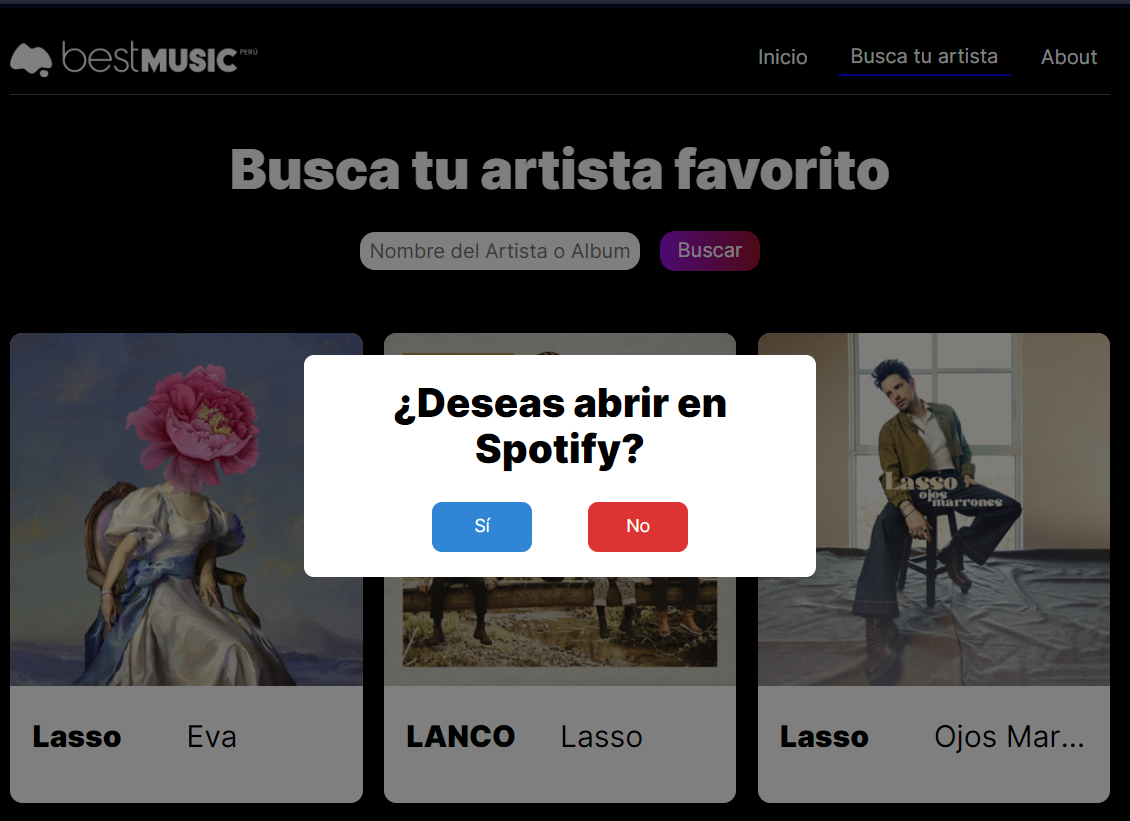 bestMUSIC PERÚ
Inicio Busca tu artista About
Busca tu artista favorito
Nombre del Artista o Album Buscar
¿Deseas abrir en
Spotify?
Sí No
Lasso
ojos
marrones
Lasso Eva
LANCO Lasso
Lasso Ojos Mar...